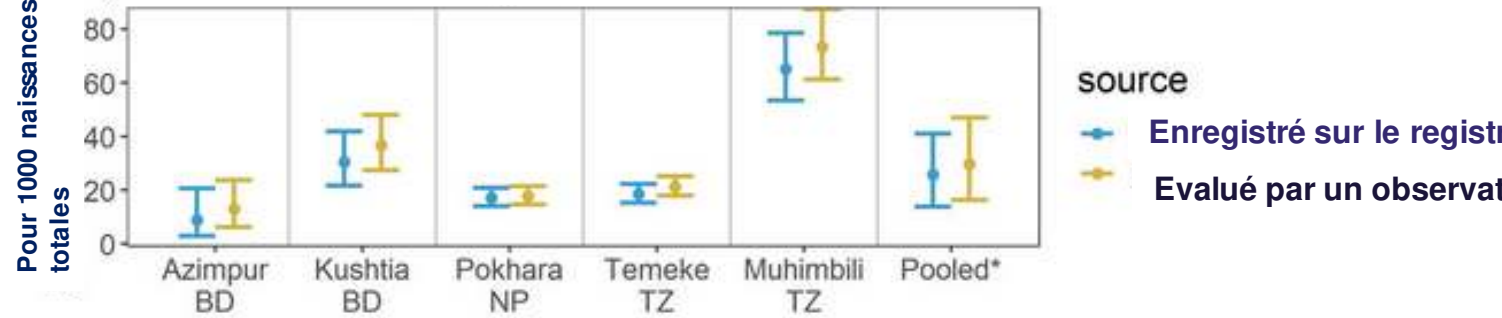 Pour 1000 naissances
totales
80
60
40
20
0
Azimpur
BD
Kushtia
BD
Pokhara
NP
Temeke
TZ
Muhimbili
TZ
Pooled*
source
Enregistré sur le registr
Evalué par un observat